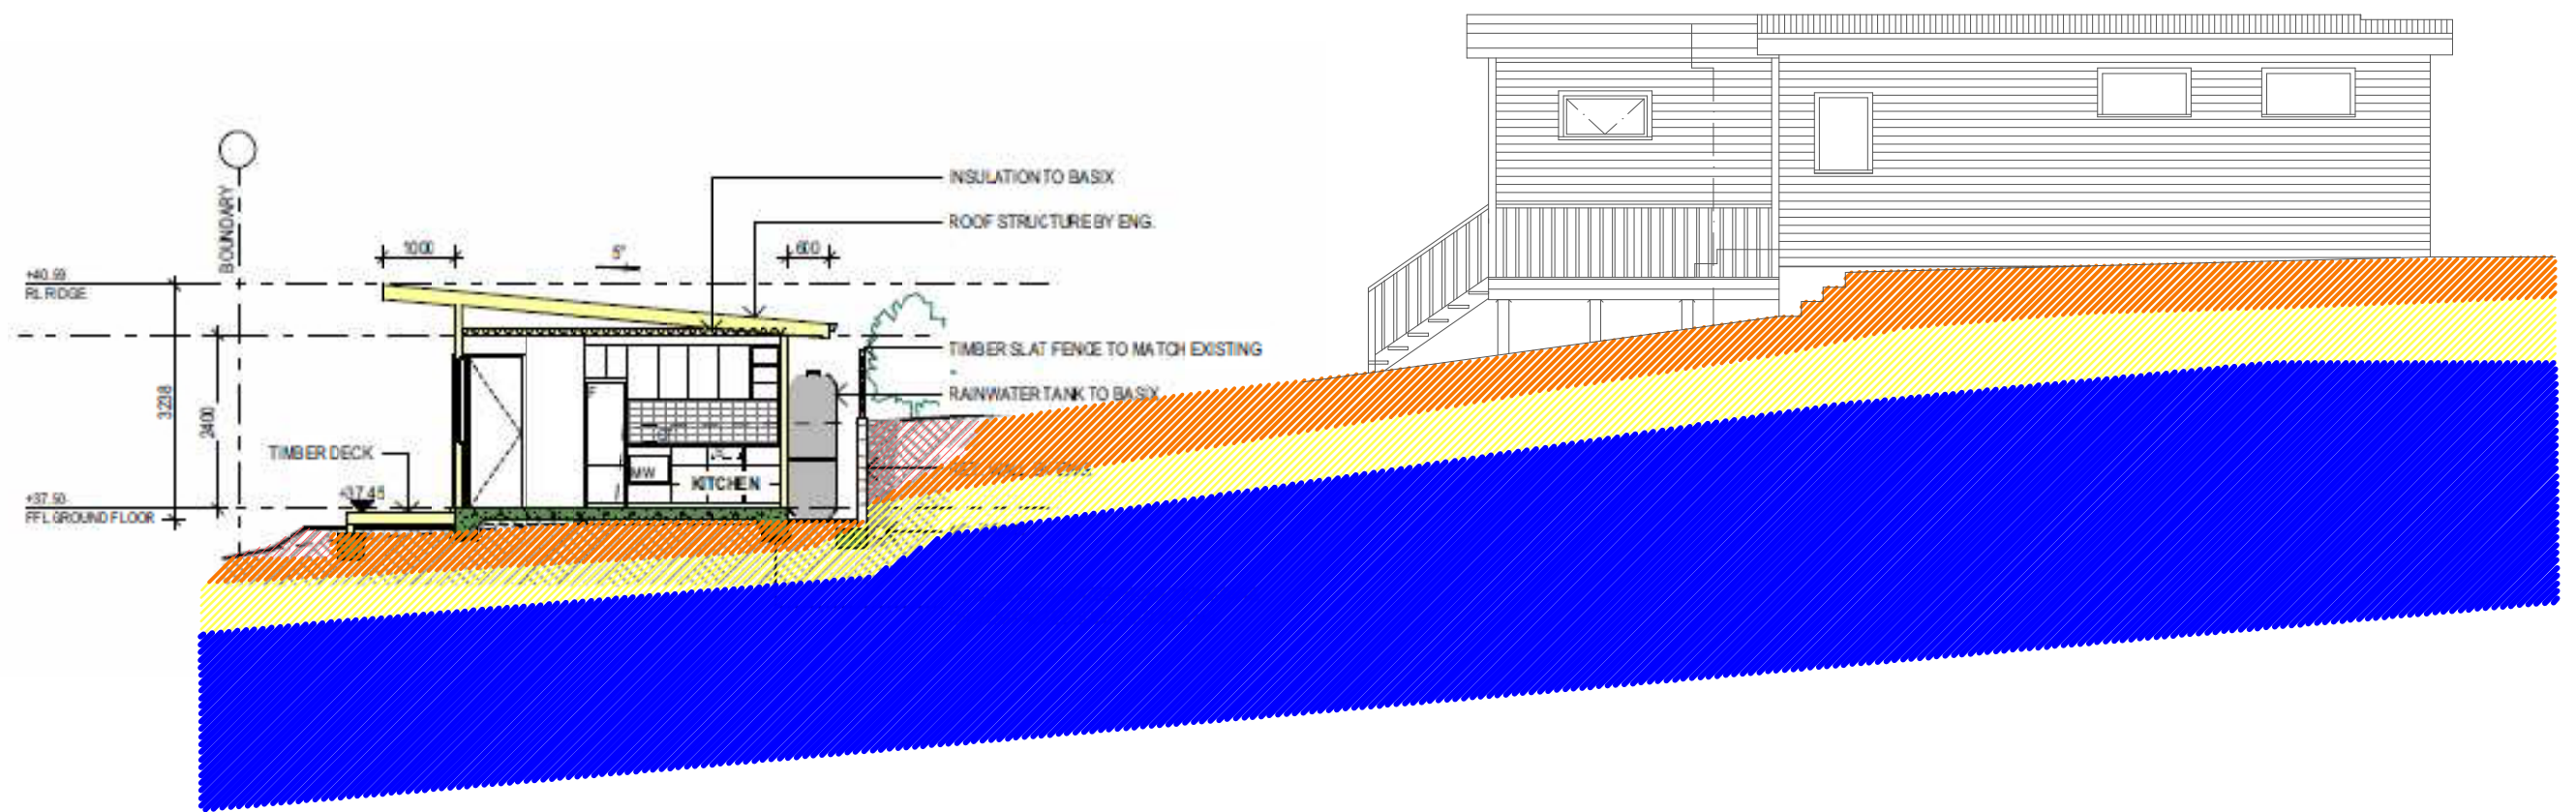 BOUNDARY
INSULATION TO BASIX
ROOF STRUCTURE BY ENG.
1000
5°
600
+40.59
RL RIDGE
TIMBER SLAT FENCE TO MATCH EXISTING
RAINWATER TANK TO BASIX
3238
2400
F
TIMBER DECK
MW
KITCHEN
+37.50
+37.45
FFL GROUND FLOOR